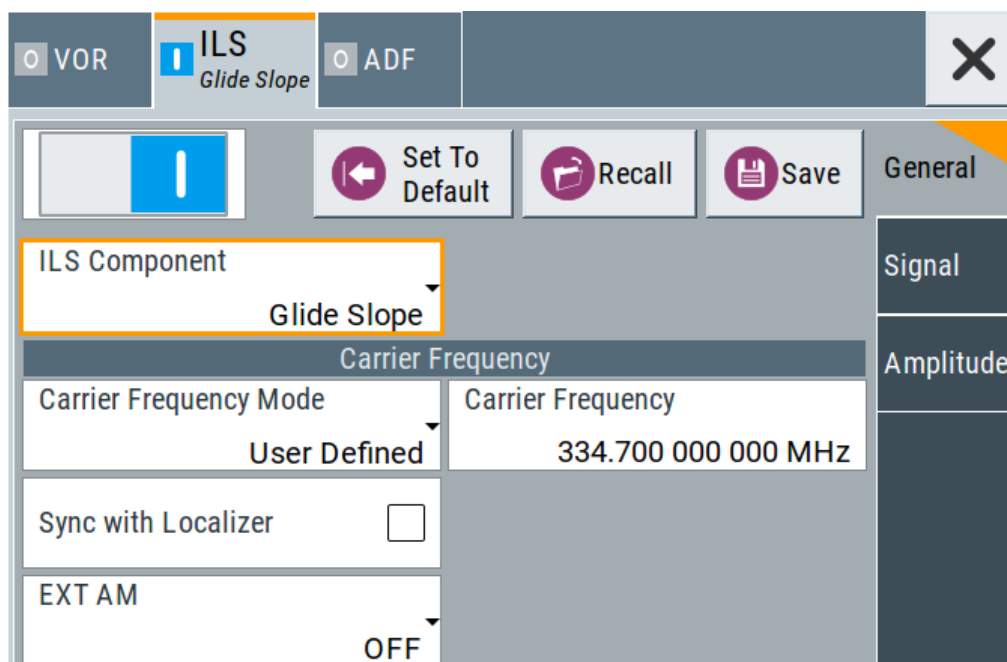 O VOR
I ILS
Glide Slope
O ADF
I
Set To
Default
Recall
Save
General
ILS Component
Glide Slope
Signal
Carrier Frequency
Amplitude
Carrier Frequency Mode
User Defined
Carrier Frequency
334.700 000 000 MHz
Sync with Localizer
EXT AM
OFF